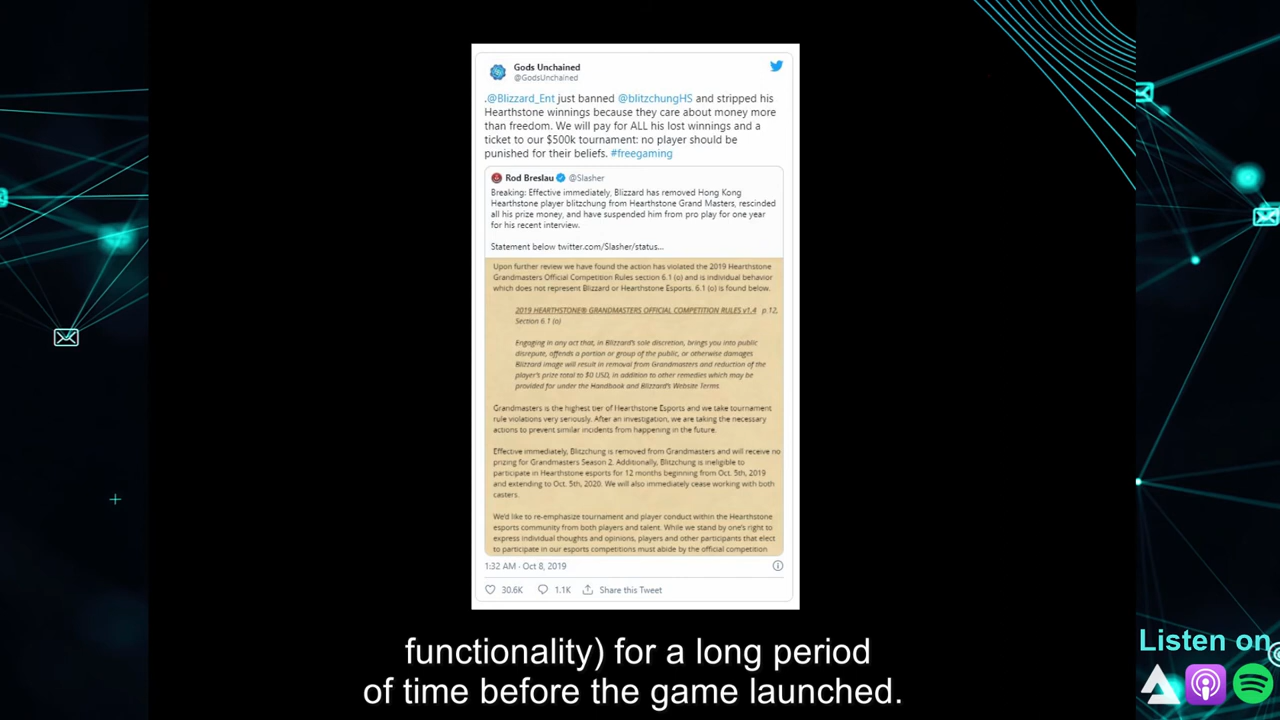 Gods Unchained
@GodsUnchained
.@Blizzard_Ent just banned @blitzchungHS and stripped his
Hearthstone winnings because they care about money more
than freedom. We will pay for ALL his lost winnings and a
ticket to our $500k tournament: no player should be
punished for their beliefs. #freegaming
Rod Breslau @Slasher
Breaking: Effective immediately, Blizzard has removed Hong Kong
Hearthstone player blitzchung from Hearthstone Grand Masters, rescinded
all his prize money, and have suspended him from pro play for one year
for his recent interview.
Statement below twitter.com/Slasher/status...
Upon further review we have found the action has violated the 2019 Hearthstone
Grandmasters Official Competition Rules section 6.1 (o) and is individual behavior
which does not represent Blizzard or Hearthstone Esports. 6.1 (o) is found below.
2019 HEARTHSTONE® GRANDMASTERS OFFICIAL COMPETITION RULES v1.4 p.12,
Section 6.1 (o)
Engaging in any act that, in Blizzard's sole discretion, brings you into public
disrepute, offends a portion or group of the public, or otherwise damages
Blizzard image will result in removal from Grandmasters and reduction of the
player's prize total to $0 USD, in addition to other remedies which may be
provided for under the Handbook and Blizzard's Website Terms.
Grandmasters is the highest tier of Hearthstone Esports and we take tournament
rule violations very seriously. After an investigation, we are taking the necessary
actions to prevent similar incidents from happening in the future.
Effective immediately, Blitzchung is removed from Grandmasters and will receive no
prizing for Grandmasters Season 2. Additionally, Blitzchung is ineligible to
participate in Hearthstone esports for 12 months beginning from Oct. 5th, 2019
and extending to Oct. 5th, 2020. We will also immediately cease working with both
casters.
We'd like to re-emphasize tournament and player conduct within the Hearthstone
esports community from both players and talent. While we stand by one's right to
express individual thoughts and opinions, players and other participants that elect
to participate in our esports competitions must abide by the official competition
1:32 AM · Oct 8, 2019
30.6K 1.1K Share this Tweet
functionality) for a long period
of time before the game launched.
Listen on